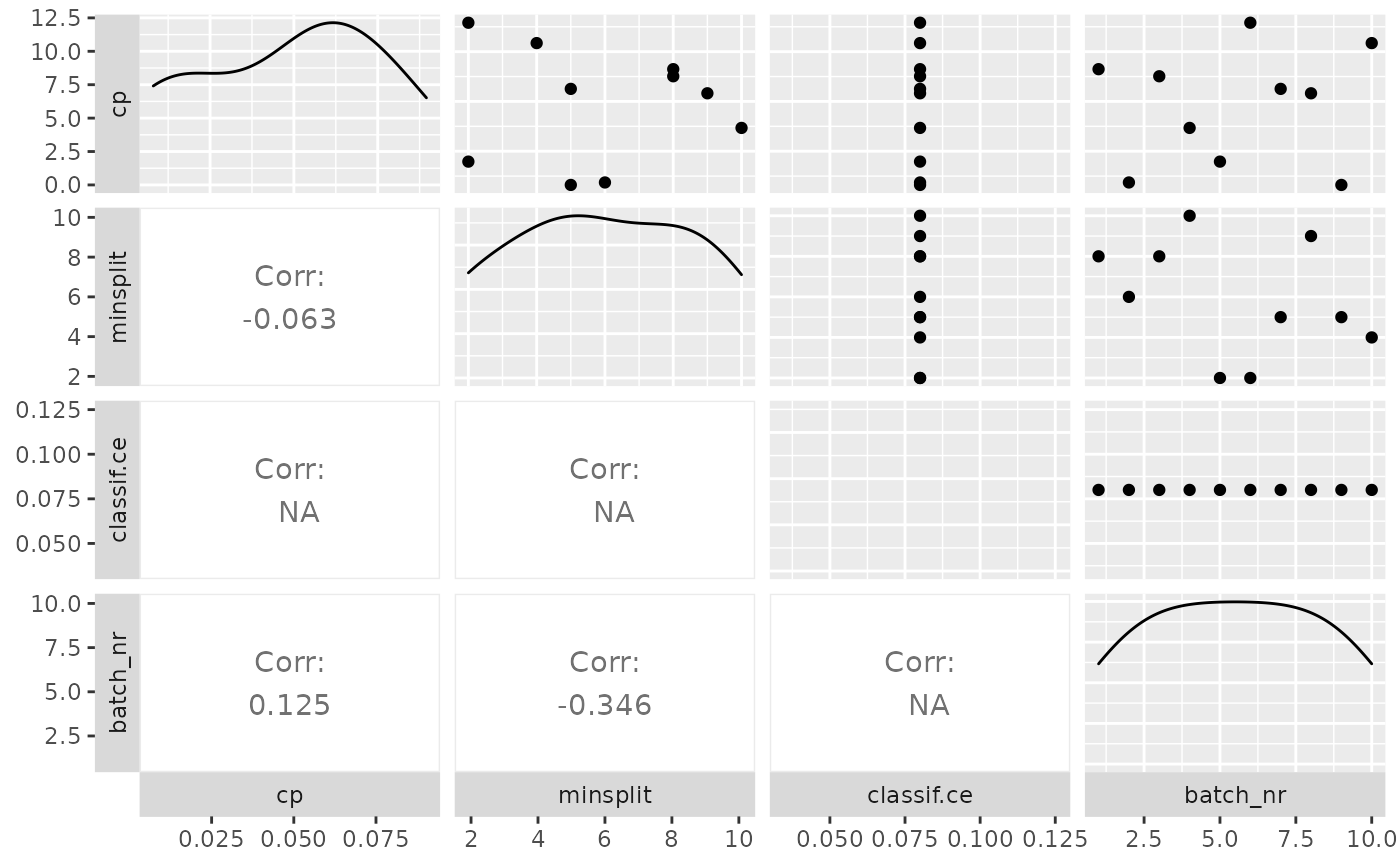 12.5
10.0
7.5
5.0
2.5
0.0
cp
10
8
6
4
2
minsplit
Corr:
-0.063
0.125
0.100
0.075
0.050
classif.ce
Corr:
NA
Corr:
NA
10.0
7.5
5.0
2.5
batch_nr
Corr:
0.125
Corr:
-0.346
Corr:
NA
cp
minsplit
classif.ce
batch_nr
0.025 0.050 0.075
2 4 6 8 10
0.050 0.075 0.100 0.125
2.5 5.0 7.5 10.0